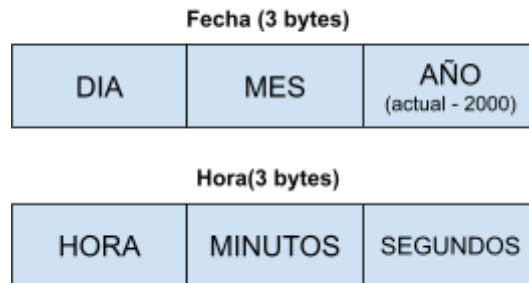 Fecha (3 bytes)
DIA MES AÑO
(actual - 2000)
Hora(3 bytes)
HORA MINUTOS SEGUNDOS